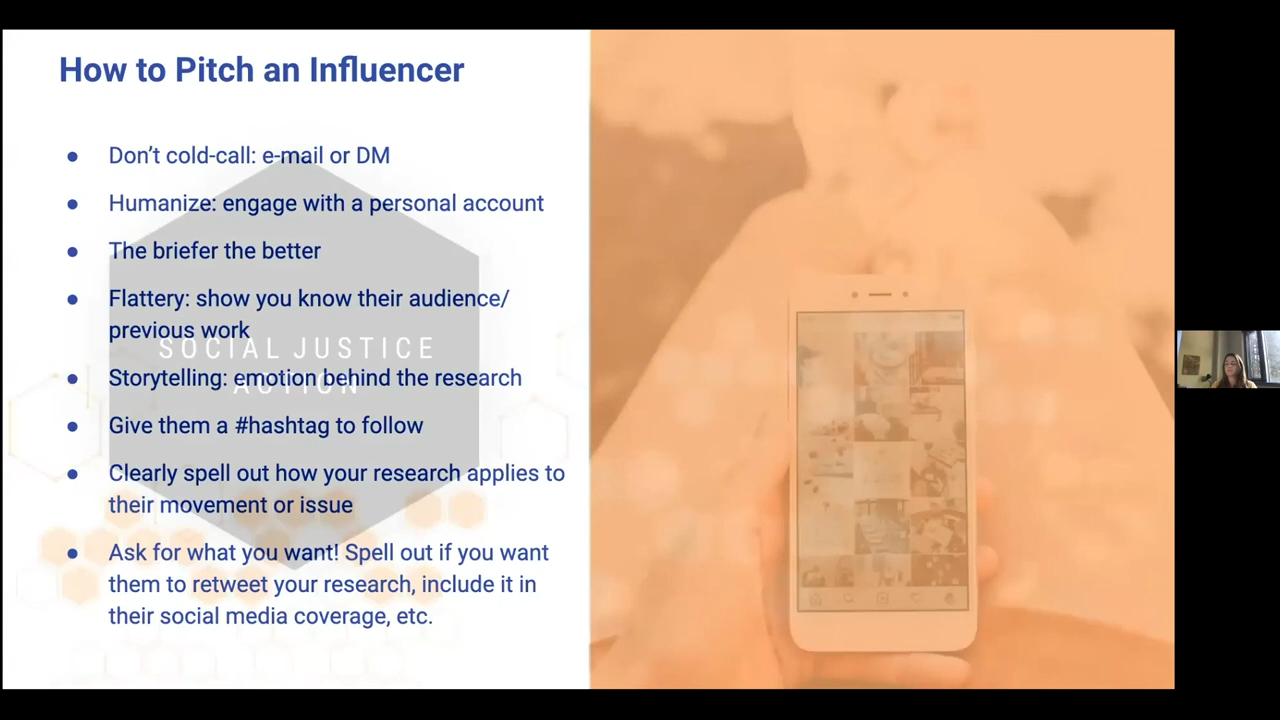 How to Pitch an Influencer
● Don't cold-call: e-mail or DM
● Humanize: engage with a personal account
● The briefer the better
● Flattery: show you know their audience/
previous work
SOCIAL JUSTICE
● Storytelling: emotion behind the research
ACTION
● Give them a #hashtag to follow
● Clearly spell out how your research applies to
their movement or issue
● Ask for what you want! Spell out if you want
them to retweet your research, include it in
their social media coverage, etc.